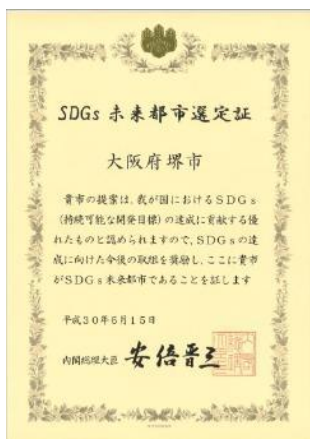 SDGs 未来都市選定証
大阪府堺市
貴市の提案は、我が国におけるSDGs
(持続可能な開発目標)の達成に貢献する優
れたものと認められますので、SDGsの達
成に向けた今後の取組を奨励し、ここに貴市
がSDGs未来都市であることを証します
平成30年6月15日
内閣総理大臣 安倍晋三